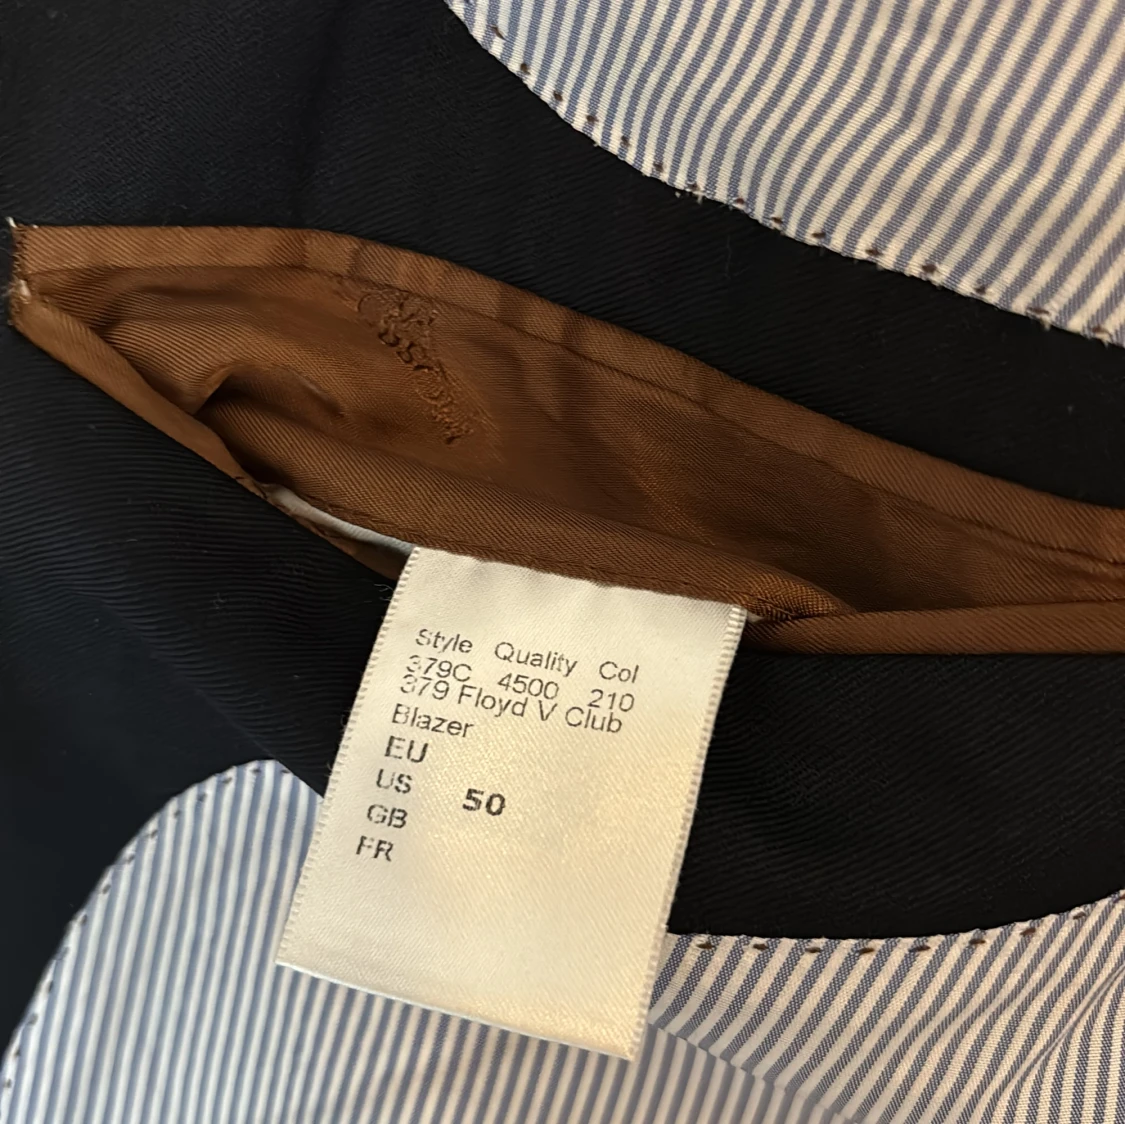 Style Quality Col
379C 4500 210
379 Floyd V Club
Blazer
EU
US 50
GB
FR